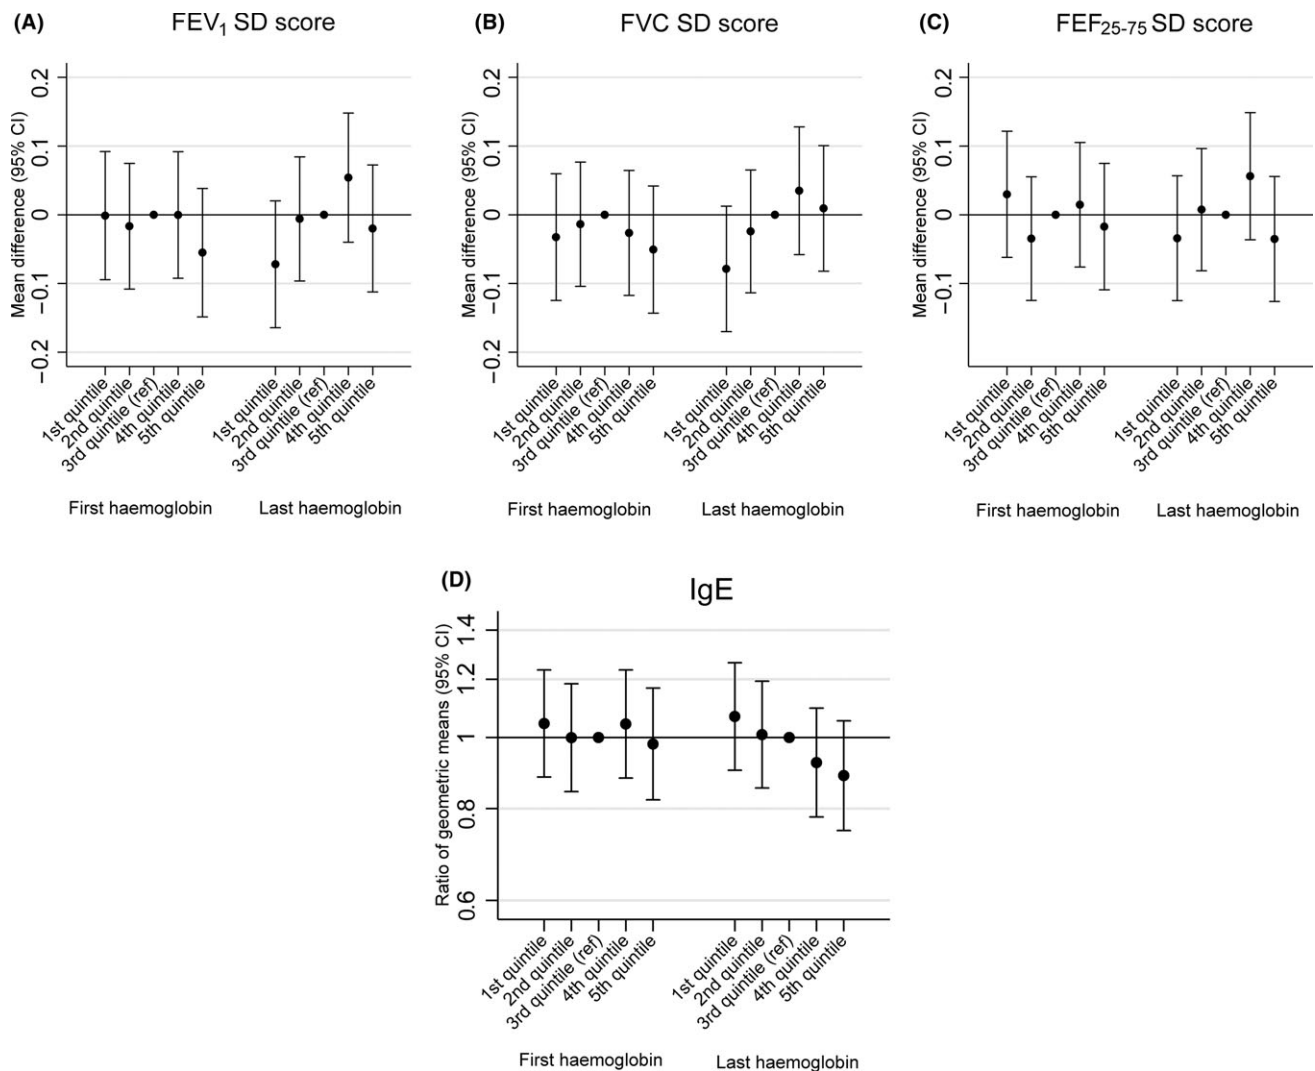 (A) FEV1 SD score
Mean difference (95% CI)
0.2
0.1
0
−0.1
−0.2
1st quintile
2nd quintile
3rd quintile (ref)
4th quintile
5th quintile
1st quintile
2nd quintile
3rd quintile (ref)
4th quintile
5th quintile
First haemoglobin
Last haemoglobin
(B) FVC SD score
Mean difference (95% CI)
0.2
0.1
0
−0.1
−0.2
1st quintile
2nd quintile
3rd quintile (ref)
4th quintile
5th quintile
1st quintile
2nd quintile
3rd quintile (ref)
4th quintile
5th quintile
First haemoglobin
Last haemoglobin
(C) FEF25-75 SD score
Mean difference (95% CI)
0.2
0.1
0
−0.1
−0.2
1st quintile
2nd quintile
3rd quintile (ref)
4th quintile
5th quintile
1st quintile
2nd quintile
3rd quintile (ref)
4th quintile
5th quintile
First haemoglobin
Last haemoglobin
(D) IgE
Ratio of geometric means (95% CI)
1.4
1.2
1
0.8
0.6
1st quintile
2nd quintile
3rd quintile (ref)
4th quintile
5th quintile
1st quintile
2nd quintile
3rd quintile (ref)
4th quintile
5th quintile
First haemoglobin
Last haemoglobin